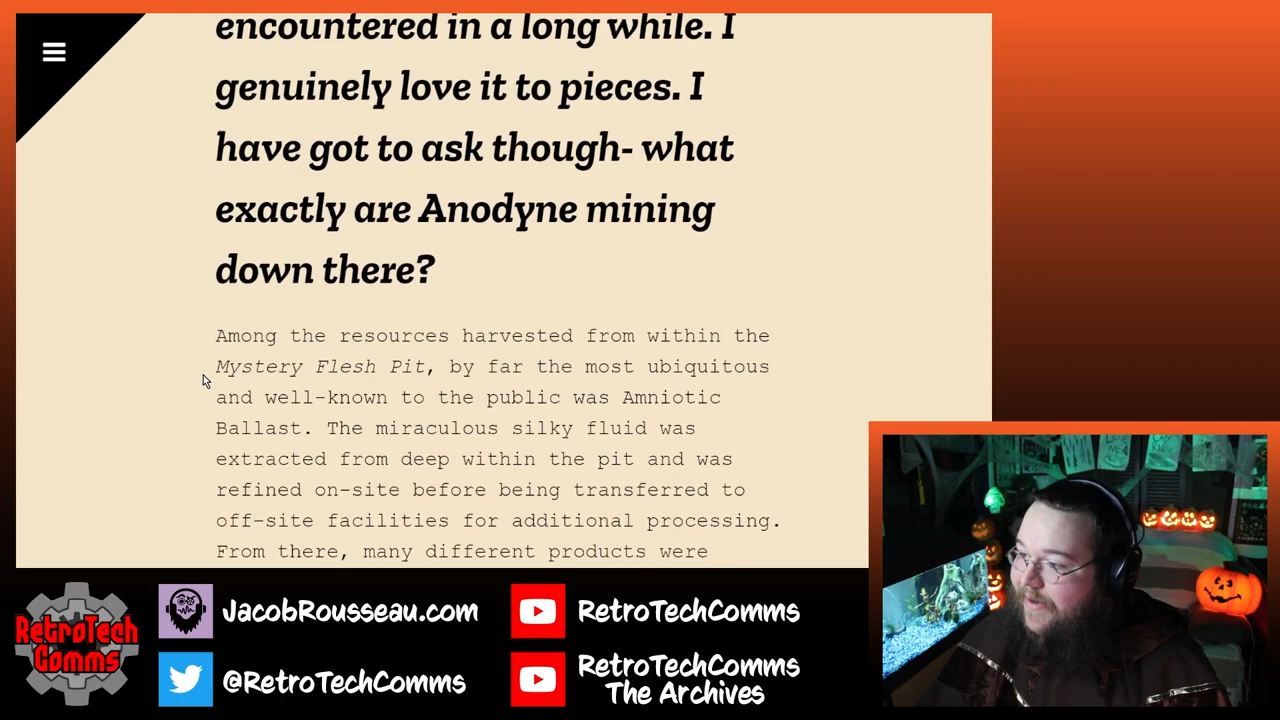 encountered in a long while. I
genuinely love it to pieces. I
have got to ask though- what
exactly are Anodyne mining
down there?
Among the resources harvested from within the
Mystery Flesh Pit, by far the most ubiquitous
and well-known to the public was Amniotic
Ballast. The miraculous silky fluid was
extracted from deep within the pit and was
refined on-site before being transferred to
off-site facilities for additional processing.
From there, many different products were
RetroTech
Comms
JacobRousseau.com
@RetroTechComms
RetroTechComms
RetroTechComms
The Archives